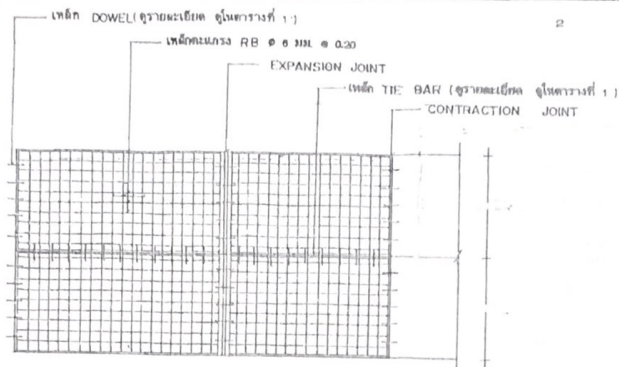 เหล็ก DOWEL (ดูรายละเอียด ดูในตารางที่ 1)
2
เหล็กตะแกรง RB Ø 6 มม. @ 0.20
EXPANSION JOINT
เหล็ก TIE BAR (ดูรายละเอียด ดูในตารางที่ 1)
CONTRACTION JOINT